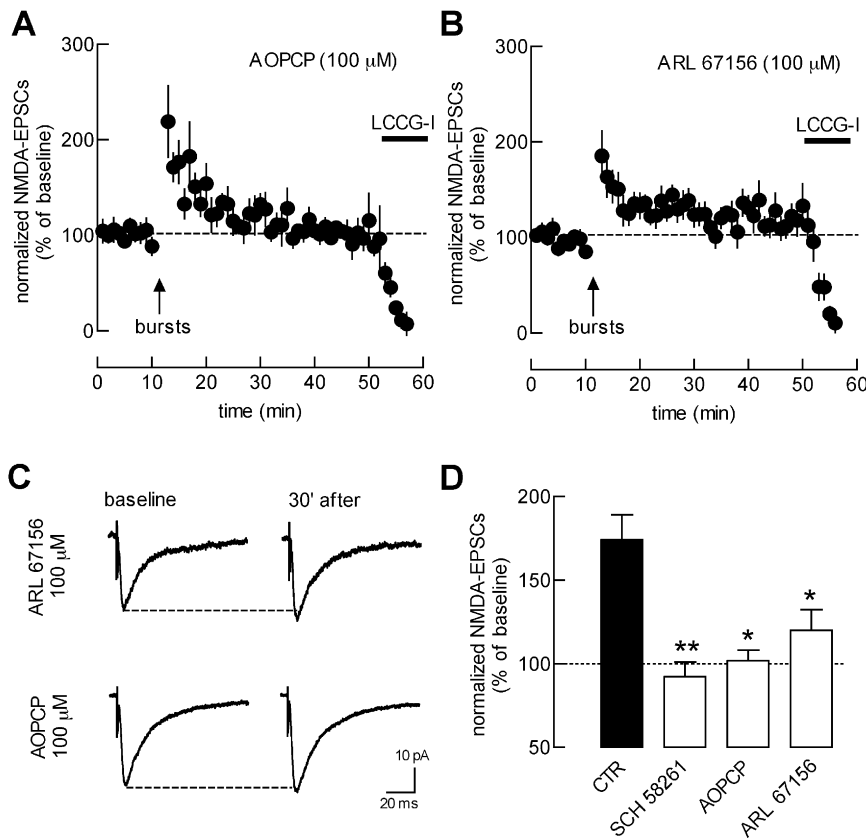 A
300
200
100
0
normalized NMDA-EPSCs
(% of baseline)
AOPCP (100 µM)
LCCG-I
bursts
0 10 20 30 40 50 60
time (min)
B
300
200
100
0
normalized NMDA-EPSCs
(% of baseline)
ARL 67156 (100 µM)
LCCG-I
bursts
0 10 20 30 40 50 60
time (min)
C
baseline
30' after
ARL 67156
100 µM
AOPCP
100 µM
10 pA
20 ms
D
200
150
100
50
normalized NMDA-EPSCs
(% of baseline)
**
*
*
CTR
SCH 58261
AOPCP
ARL 67156